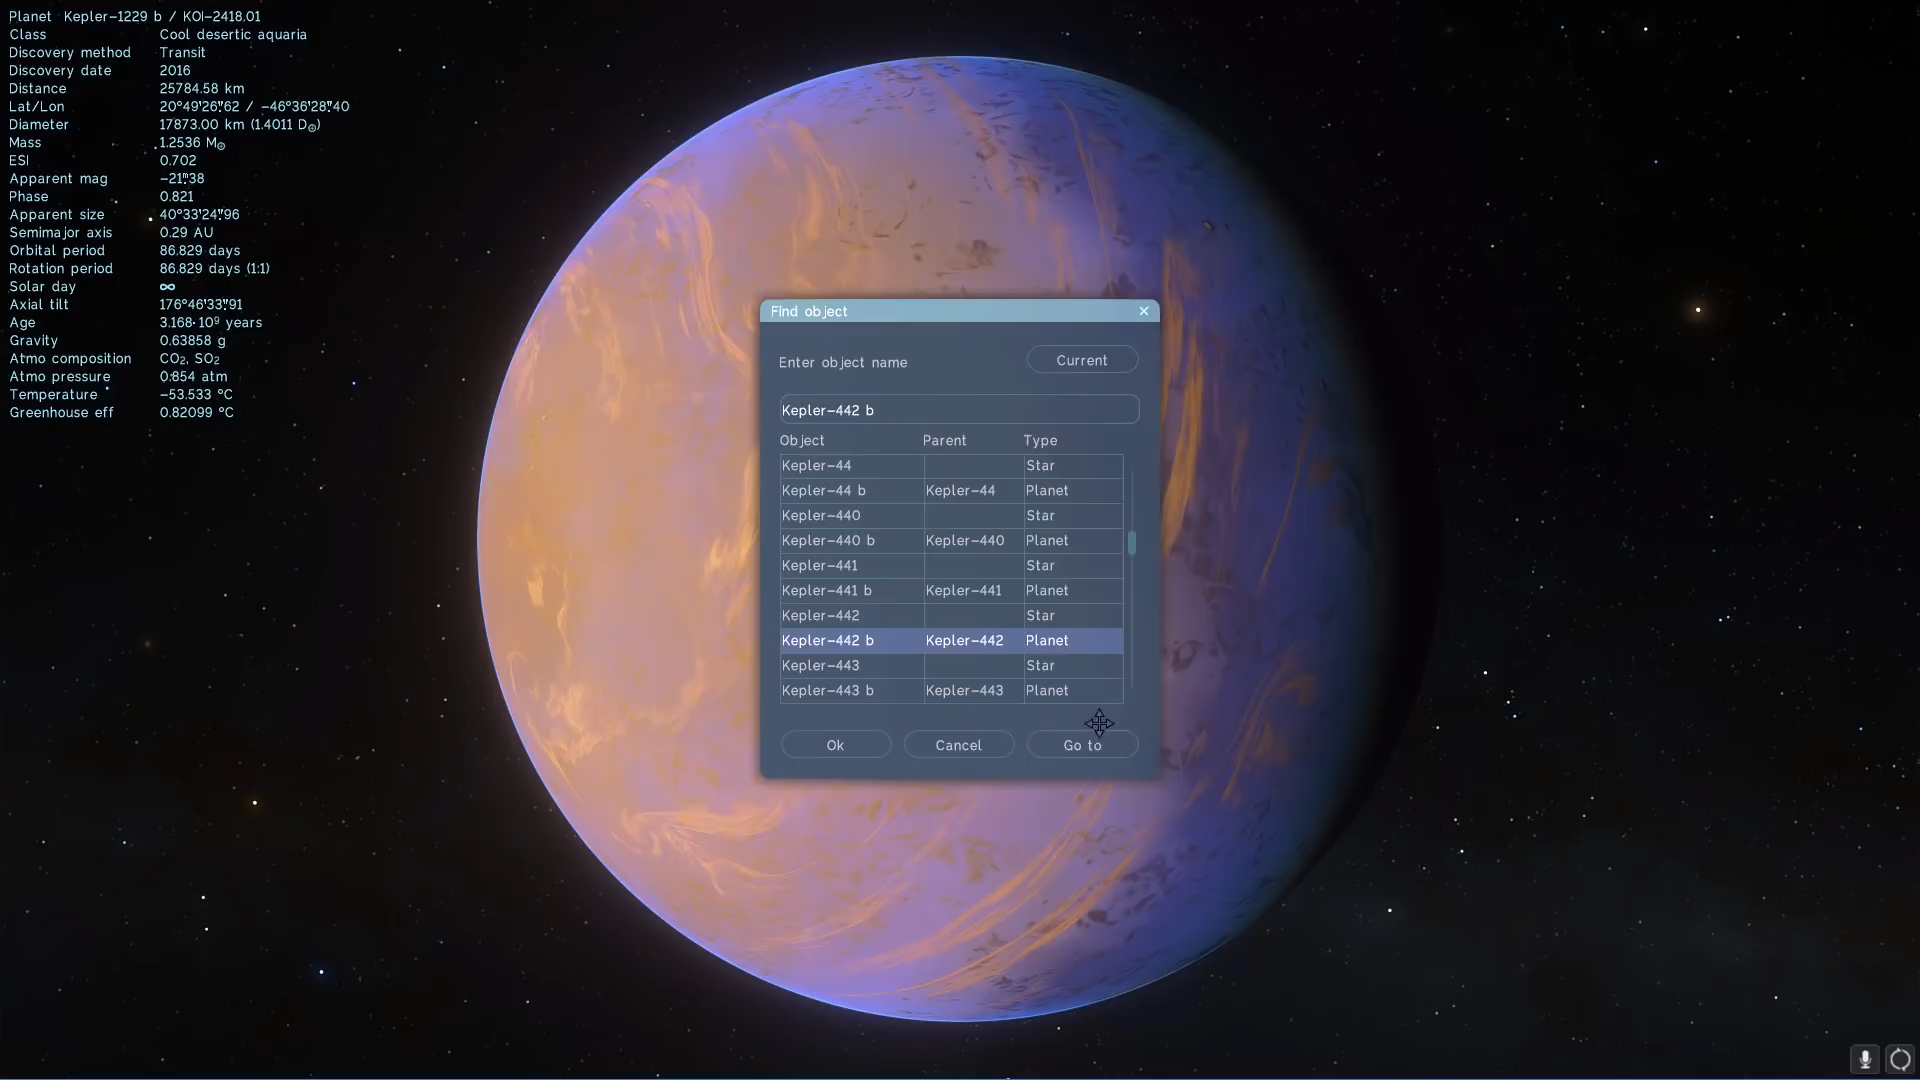 Planet Kepler-1229 b / KOI-2418.01
Class Cool desertic aquaria
Discovery method Transit
Discovery date 2016
Distance 25784.58 km
Lat/Lon 20°49'26."62 / -46°36'28."40
Diameter 17873.00 km (1.4011 D⊕)
Mass 1.2536 M⊕
ESI 0.702
Apparent mag -21.ᵐ38
Phase 0.821
Apparent size 40°33'24."96
Semimajor axis 0.29 AU
Orbital period 86.829 days
Rotation period 86.829 days (1:1)
Solar day ∞
Axial tilt 176°46'33."91
Age 3.168·10⁹ years
Gravity 0.63858 g
Atmo composition CO₂, SO₂
Atmo pressure 0.854 atm
Temperature -53.533 °C
Greenhouse eff 0.82099 °C
Find object
Enter object name Current
Kepler-442 b
Object Parent Type
Kepler-44 Star
Kepler-44 b Kepler-44 Planet
Kepler-440 Star
Kepler-440 b Kepler-440 Planet
Kepler-441 Star
Kepler-441 b Kepler-441 Planet
Kepler-442 Star
Kepler-442 b Kepler-442 Planet
Kepler-443 Star
Kepler-443 b Kepler-443 Planet
Ok Cancel Go to